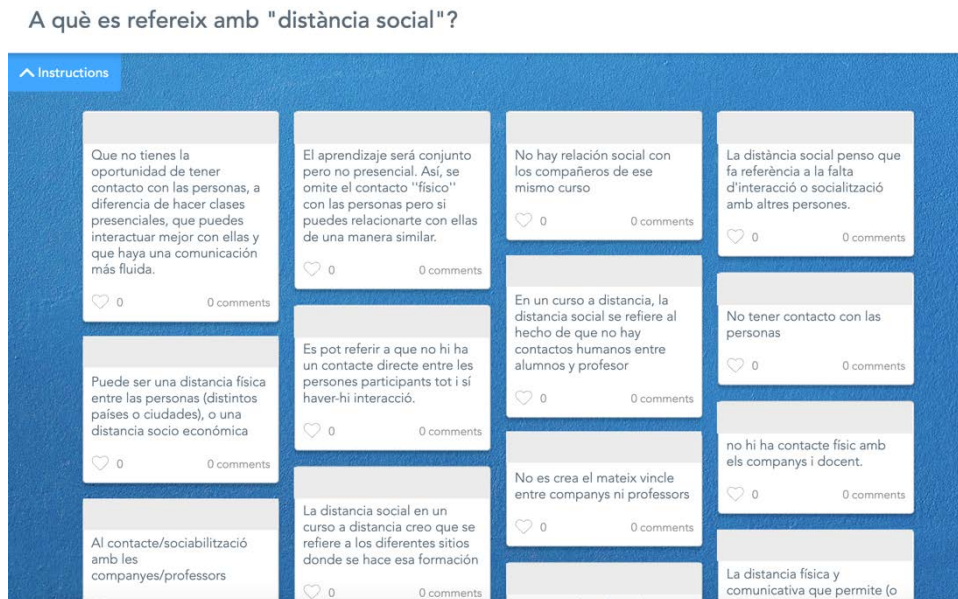 A què es refereix amb "distància social"?
Instructions
Que no tienes la
oportunidad de tener
contacto con las personas, a
diferencia de hacer clases
presenciales, que puedes
interactuar mejor con ellas y
que haya una comunicación
más fluida.
0
0 comments
Puede ser una distancia física
entre las personas (distintos
países o ciudades), o una
distancia socio económica
0
0 comments
Al contacte/sociabilització
amb les
companyes/professors
El aprendizaje será conjunto
pero no presencial. Así, se
omite el contacto ''físico''
con las personas pero si
puedes relacionarte con ellas
de una manera similar.
0
0 comments
Es pot referir a que no hi ha
un contacte directe entre les
persones participants tot i sí
haver-hi interacció.
0
0 comments
La distancia social en un
curso a distancia creo que se
refiere a los diferentes sitios
donde se hace esa formación
0
0 comments
No hay relación social con
los compañeros de ese
mismo curso
0
0 comments
En un curso a distancia, la
distancia social se refiere al
hecho de que no hay
contactos humanos entre
alumnos y profesor
0
0 comments
No es crea el mateix vincle
entre companys ni professors
0
0 comments
La distància social penso que
fa referència a la falta
d'interacció o socialització
amb altres persones.
0
0 comments
No tener contacto con las
personas
0
0 comments
no hi ha contacte físic amb
els companys i docent.
0
0 comments
La distancia física y
comunicativa que permite (o